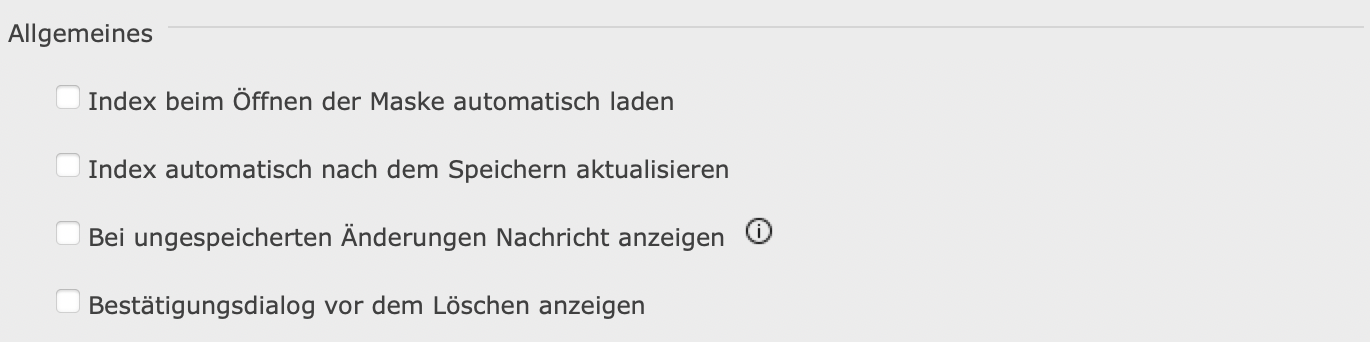 Allgemeines
Index beim Öffnen der Maske automatisch laden
Index automatisch nach dem Speichern aktualisieren
Bei ungespeicherten Änderungen Nachricht anzeigen
Bestätigungsdialog vor dem Löschen anzeigen